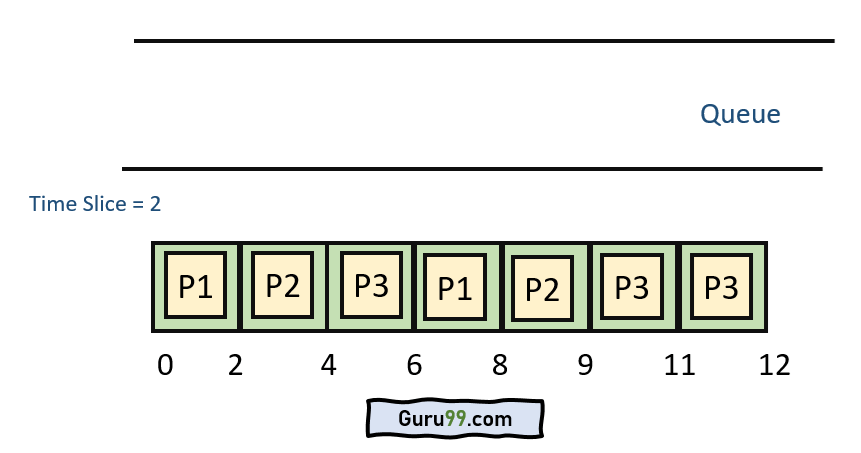 Queue
Time Slice = 2
P1 P2 P3 P1 P2 P3 P3
0 2 4 6 8 9 11 12
Guru99.com